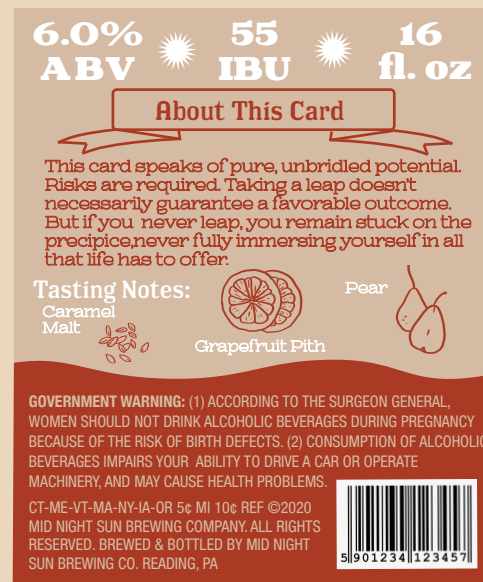 6.0% ABV
55 IBU
16 fl. oz
About This Card
This card speaks of pure, unbridled potential.
Risks are required. Taking a leap doesn't
necessarily guarantee a favorable outcome.
But if you never leap, you remain stuck on the
precipice,never fully immersing yourself in all
that life has to offer.
Tasting Notes:
Caramel
Malt
Grapefruit Pith
Pear
GOVERNMENT WARNING: (1) ACCORDING TO THE SURGEON GENERAL,
WOMEN SHOULD NOT DRINK ALCOHOLIC BEVERAGES DURING PREGNANCY
BECAUSE OF THE RISK OF BIRTH DEFECTS. (2) CONSUMPTION OF ALCOHOLIC
BEVERAGES IMPAIRS YOUR ABILITY TO DRIVE A CAR OR OPERATE
MACHINERY, AND MAY CAUSE HEALTH PROBLEMS.
CT-ME-VT-MA-NY-IA-OR 5¢ MI 10¢ REF ©2020
MID NIGHT SUN BREWING COMPANY. ALL RIGHTS
RESERVED. BREWED & BOTTLED BY MID NIGHT
SUN BREWING CO. READING, PA
5 901234 123457